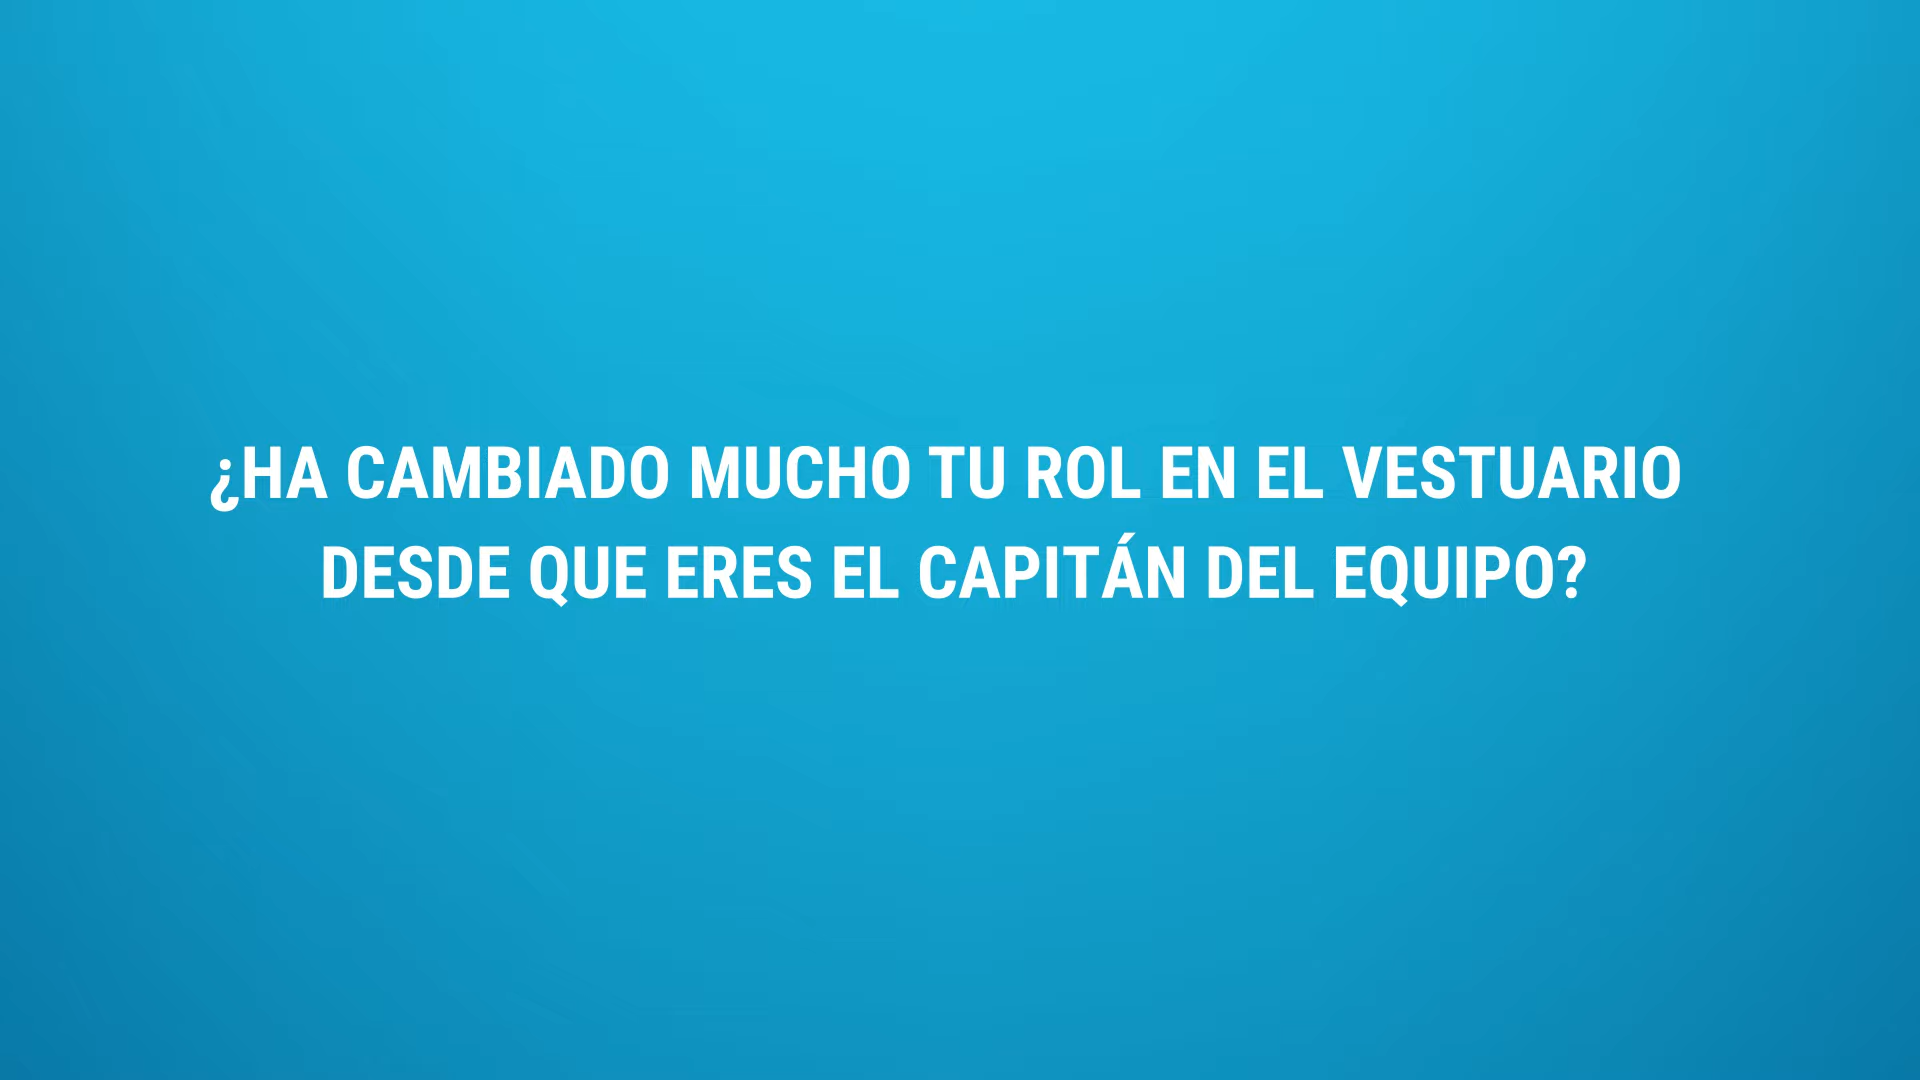 ¿HA CAMBIADO MUCHO TU ROL EN EL VESTUARIO
DESDE QUE ERES EL CAPITÁN DEL EQUIPO?